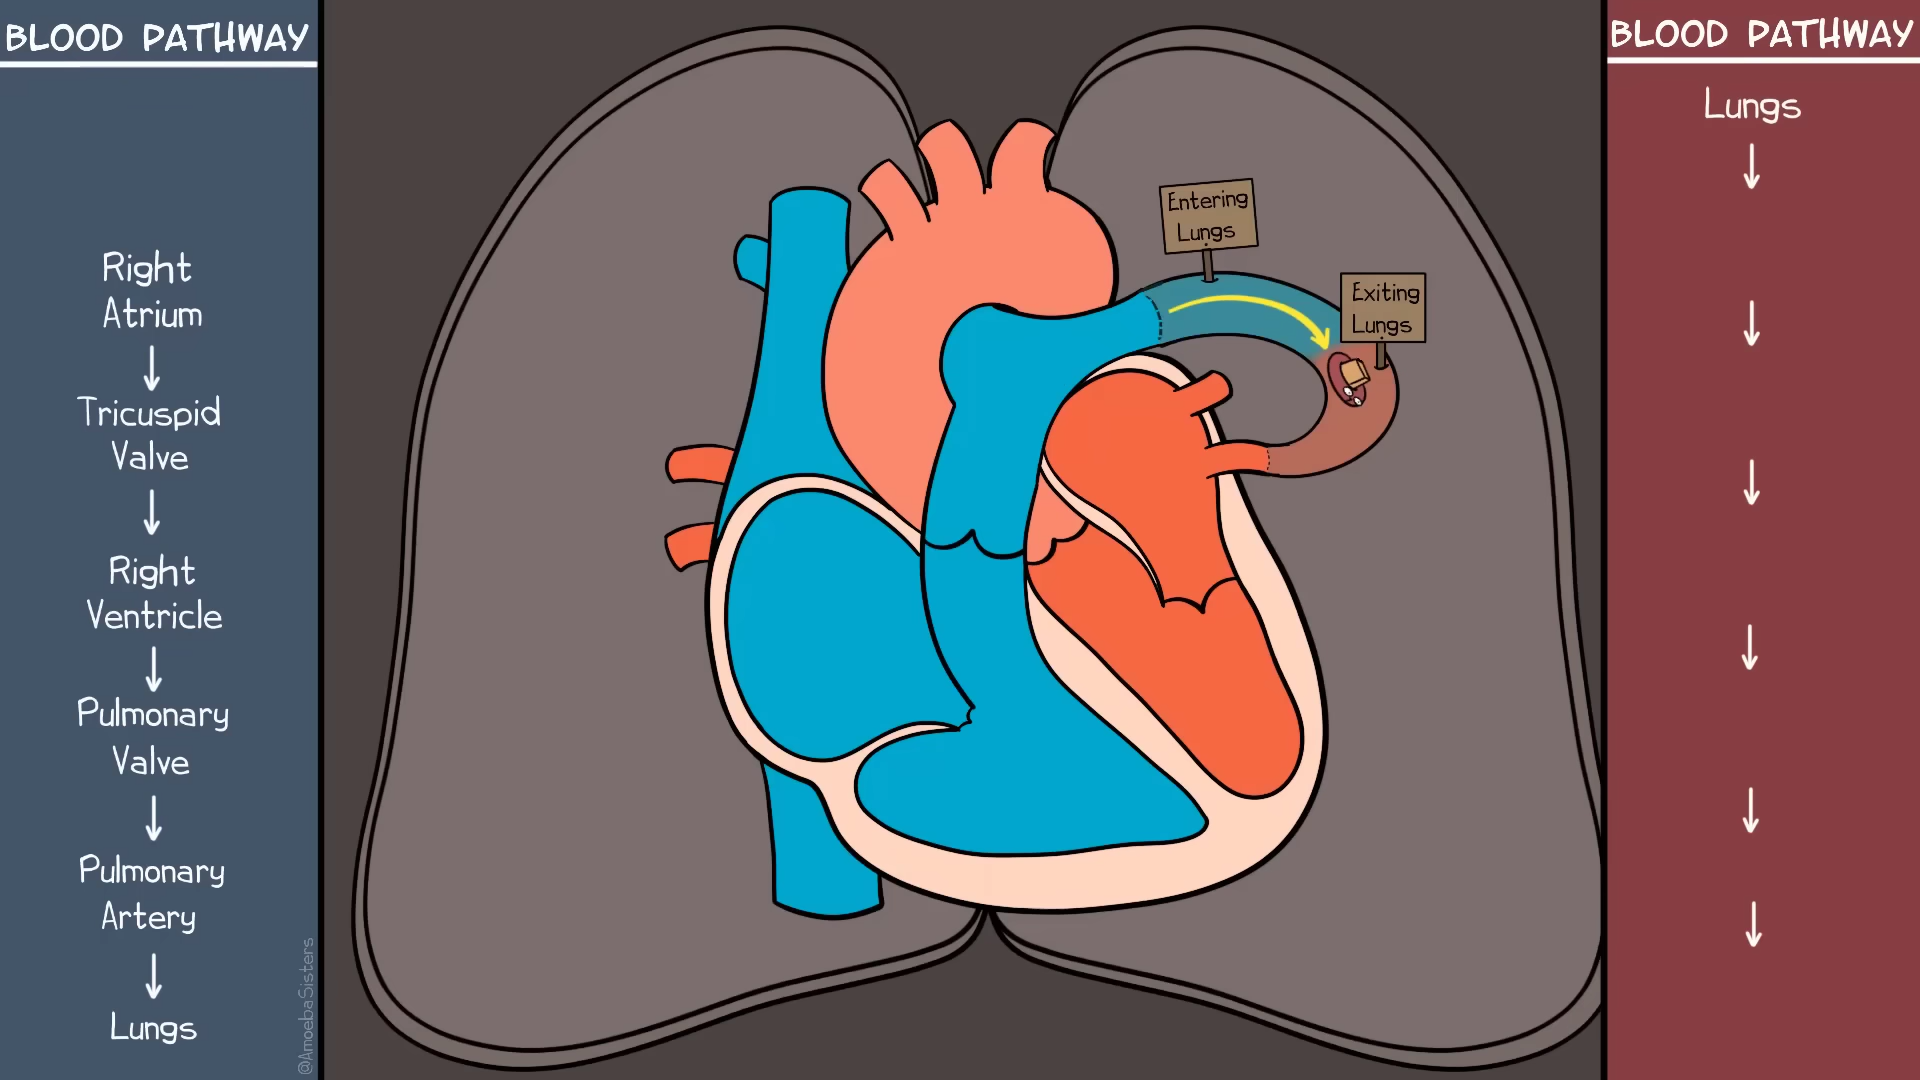 BLOOD PATHWAY
Right
Atrium
↓
Tricuspid
Valve
↓
Right
Ventricle
↓
Pulmonary
Valve
↓
Pulmonary
Artery
↓
Lungs
@AmoebaSisters
Entering
Lungs
Exiting
Lungs
BLOOD PATHWAY
Lungs
↓
↓
↓
↓
↓
↓